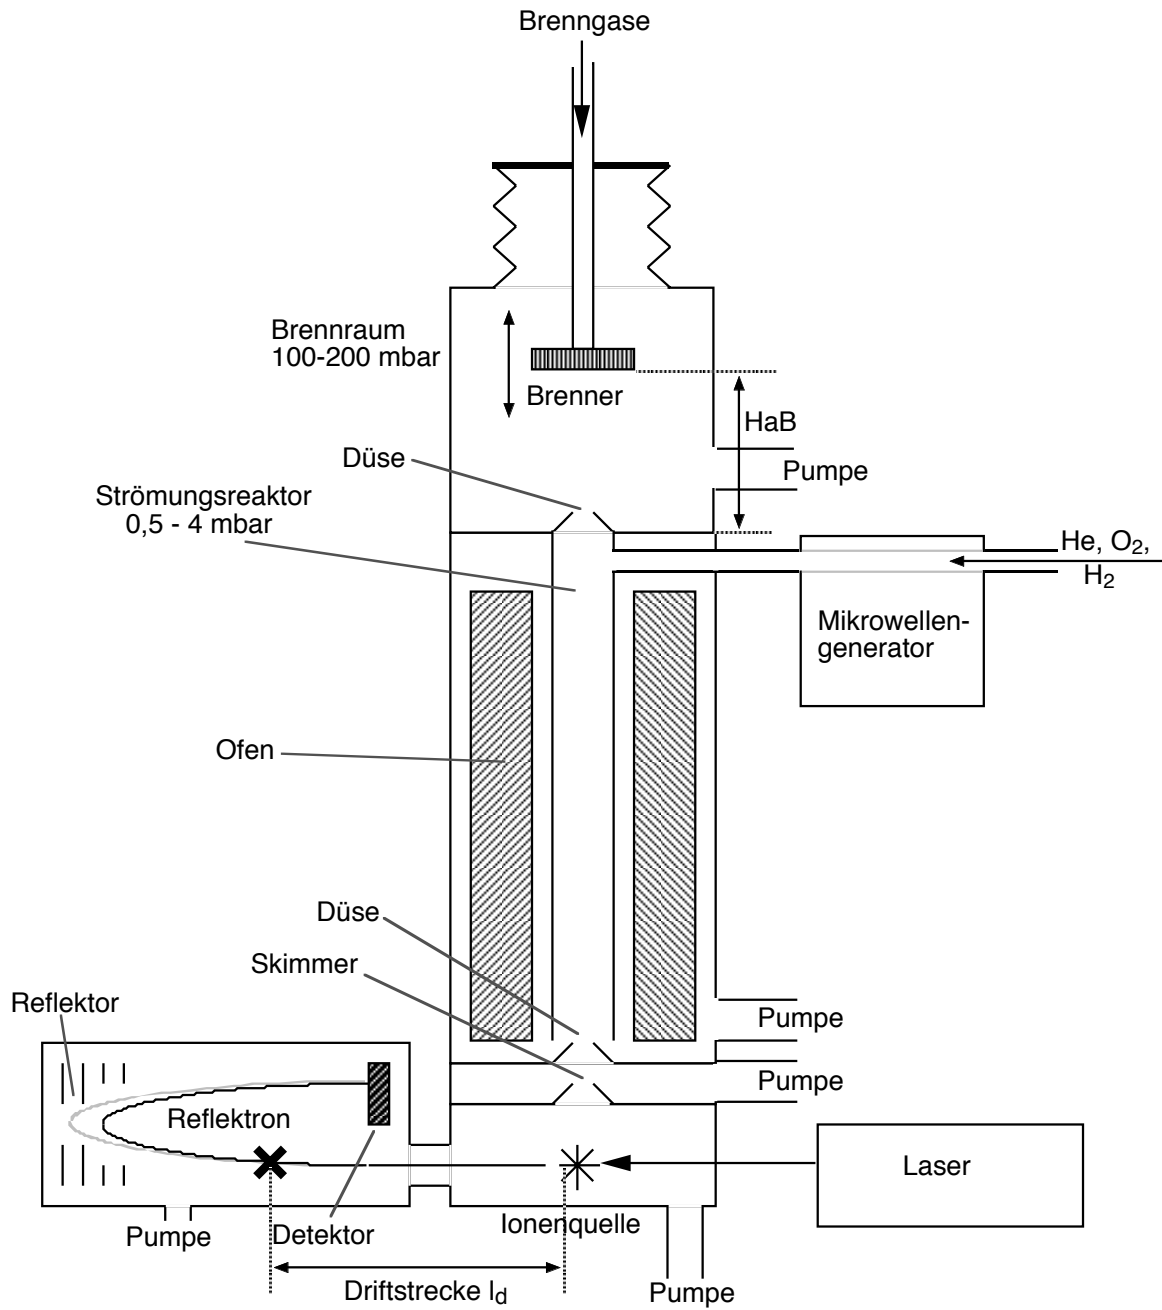 Brenngase
Brennraum
100-200 mbar
Brenner
HaB
Düse
Pumpe
Strömungsreaktor
0,5 - 4 mbar
He, O₂,
H₂
Mikrowellen-
generator
Ofen
Düse
Skimmer
Reflektor
Pumpe
Pumpe
Reflektron
Laser
Ionenquelle
Pumpe
Detektor
Driftstrecke l_d
Pumpe